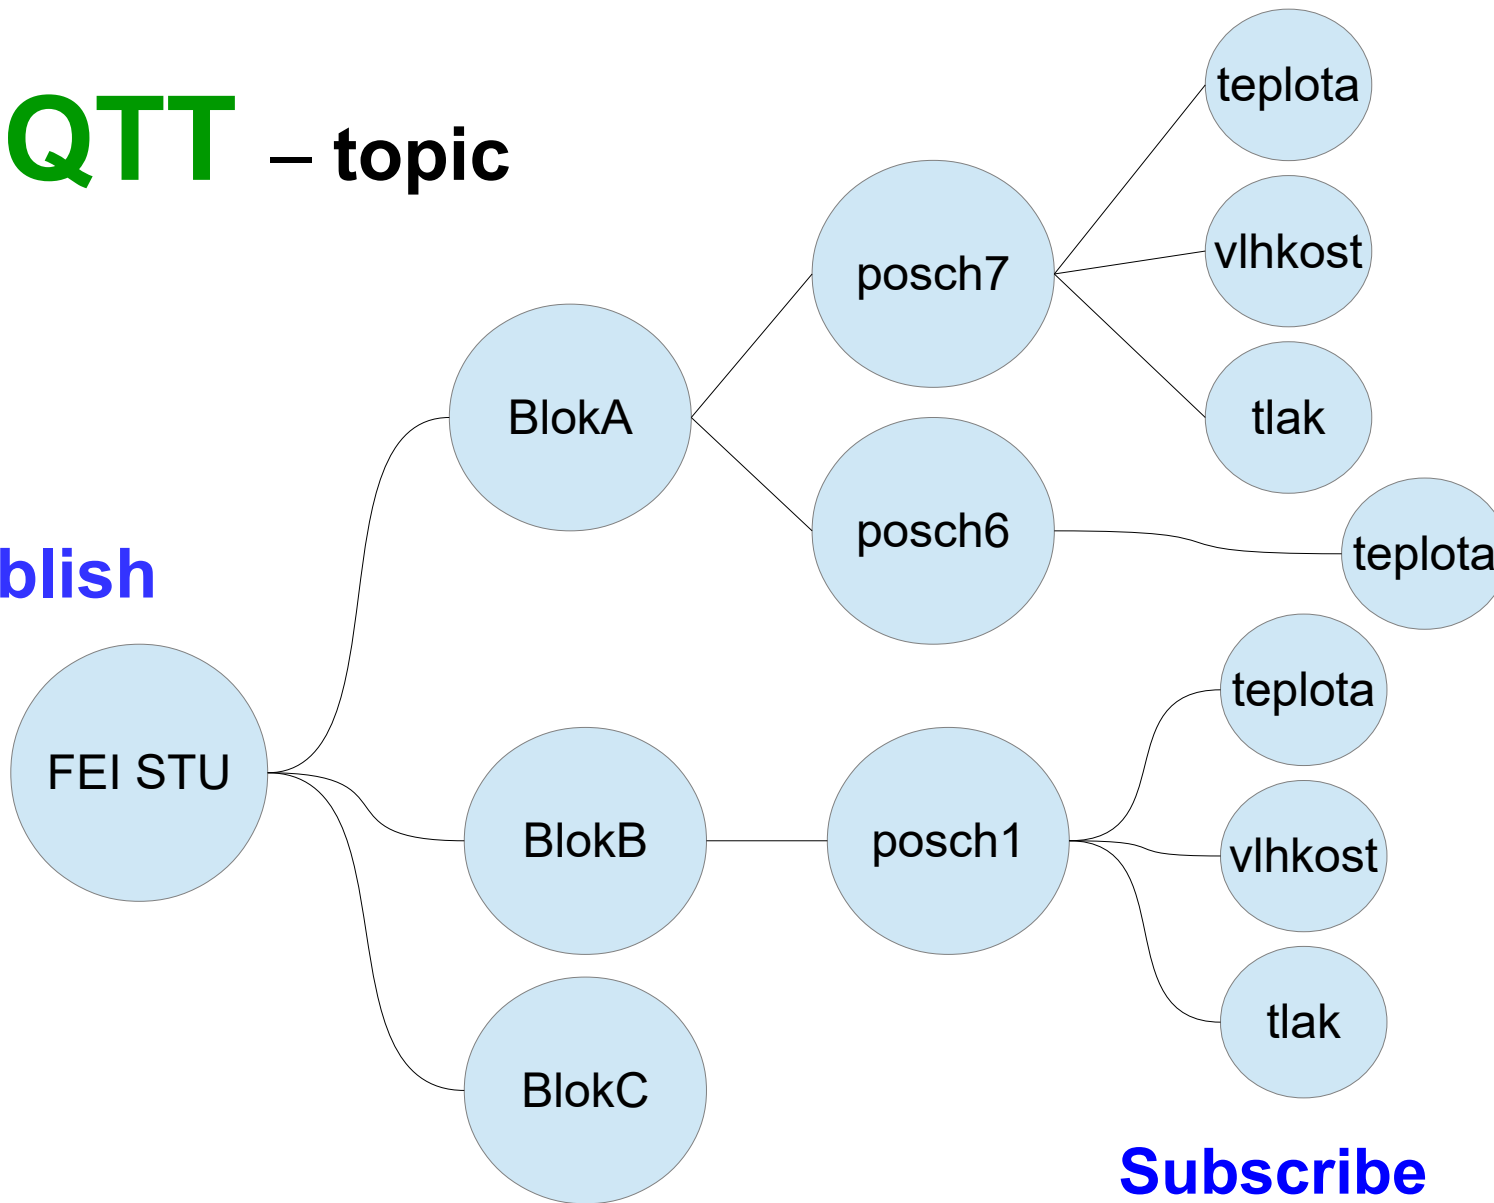 QTT – topic
teplota
vlhkost
tlak
posch7
BlokA
posch6
teplota
blish
FEI STU
BlokB
posch1
teplota
vlhkost
tlak
BlokC
Subscribe